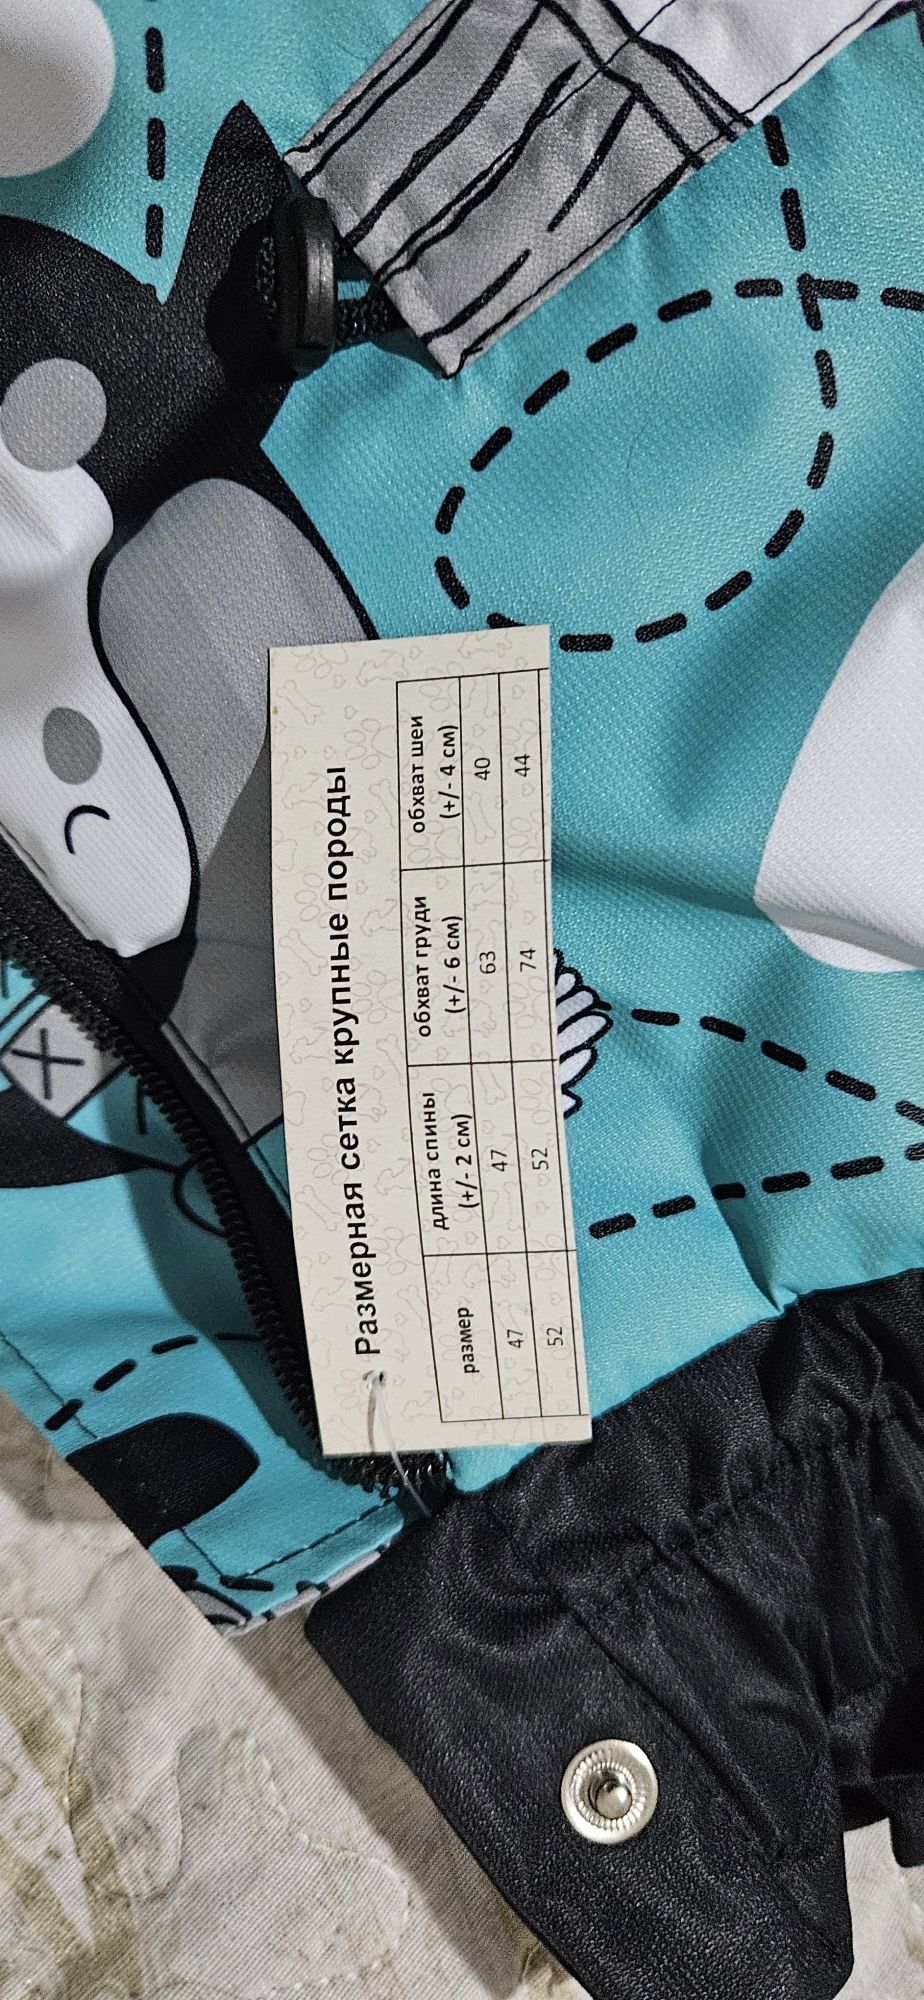 Размерная сетка крупные породы
размер длина спины (+/- 2 см) обхват груди (+/- 6 см) обхват шеи (+/- 4 см)
47 47 63 40
52 52 74 44